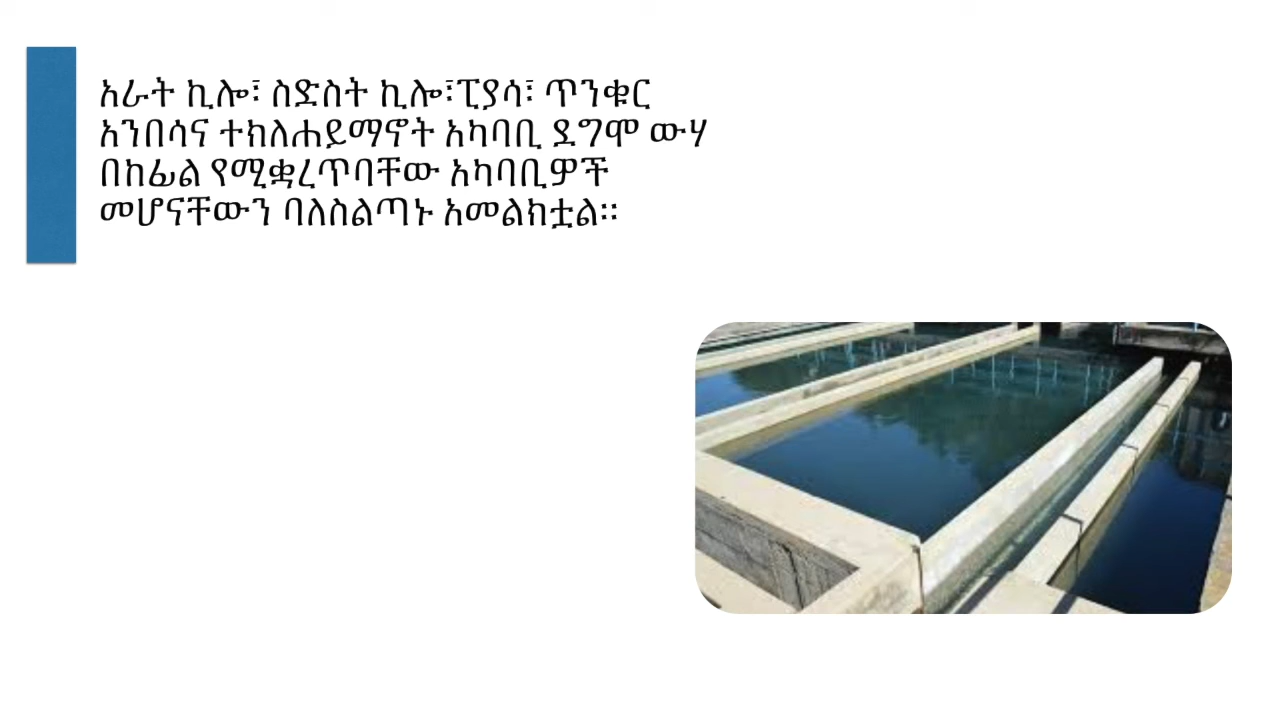 አራት ኪሎ፣ ስድስት ኪሎ፣ፒያሳ፣ ጥንቁር
አንበሳና ተክለሐይማኖት አካባቢ ደግሞ ውሃ
በከፊል የሚቋረጥባቸው አካባቢዎች
መሆናቸውን ባለስልጣኑ አመልክቷል፡፡